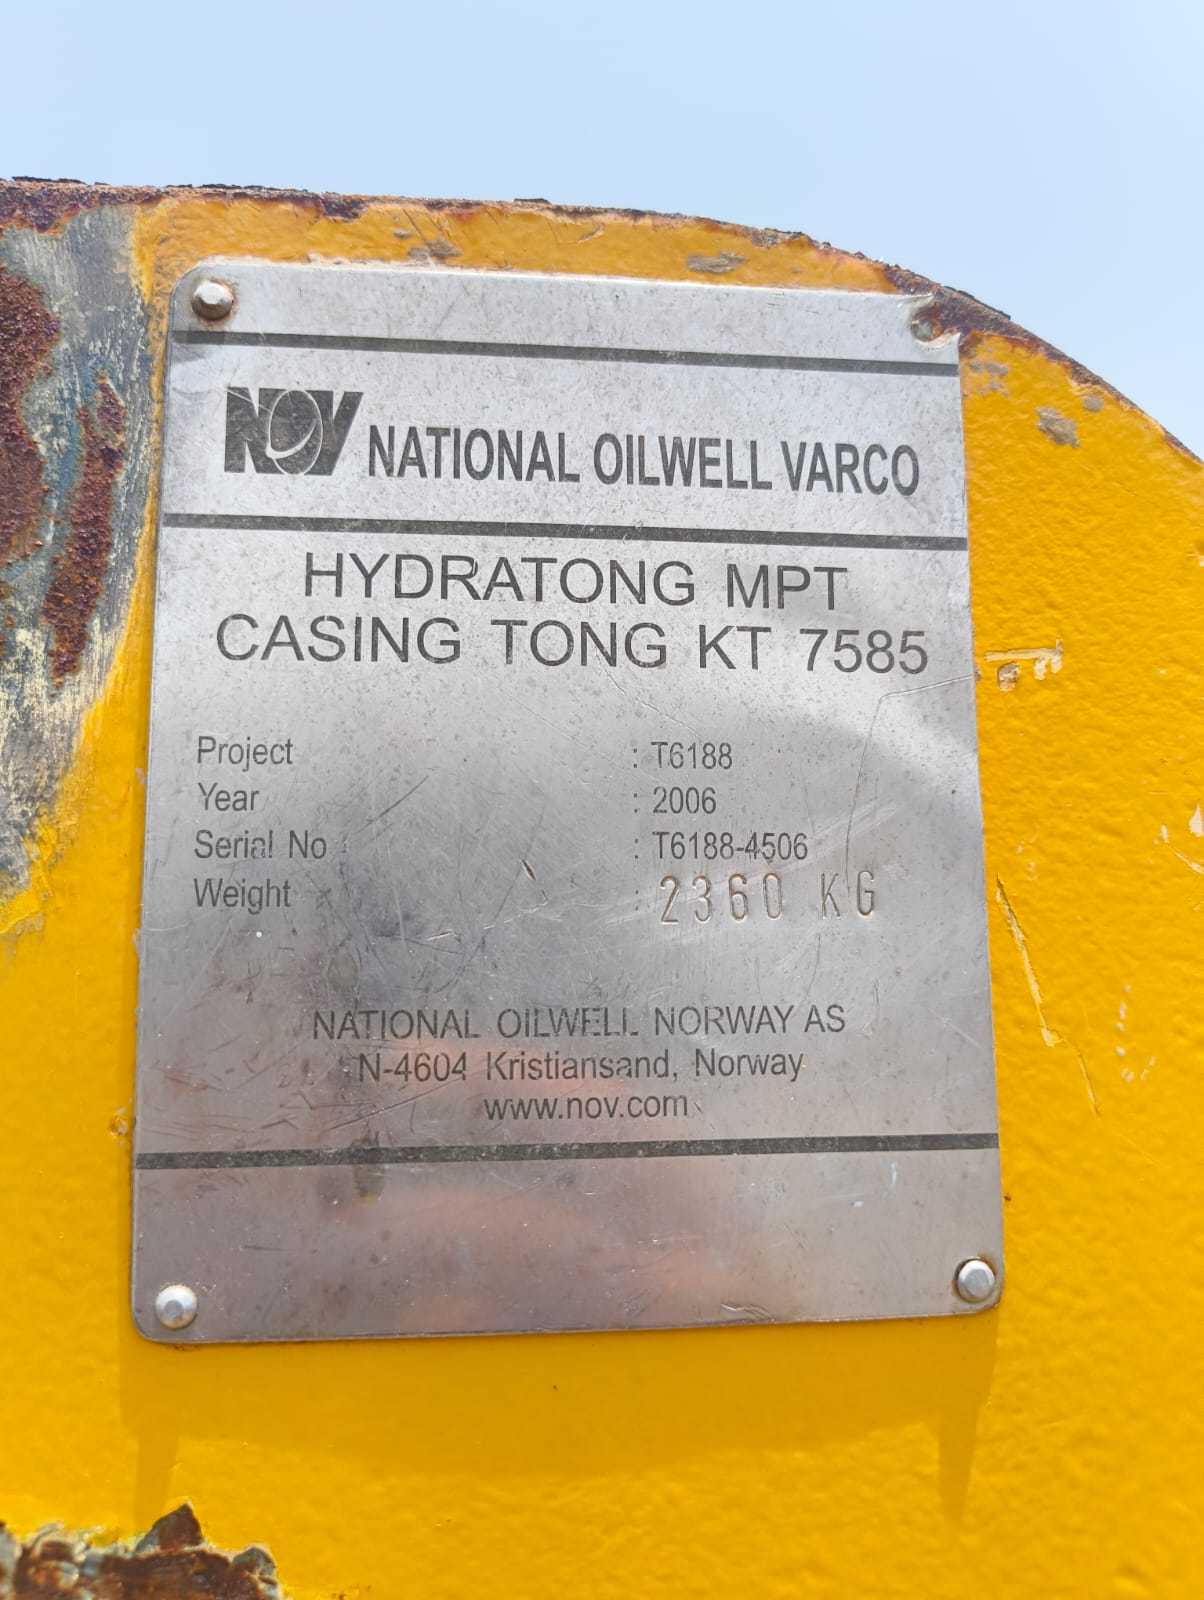 NOV NATIONAL OILWELL VARCO
HYDRATONG MPT
CASING TONG KT 7585
Project : T6188
Year : 2006
Serial No : T6188-4506
Weight : 2360 KG
NATIONAL OILWELL NORWAY AS
N-4604 Kristiansand, Norway
www.nov.com